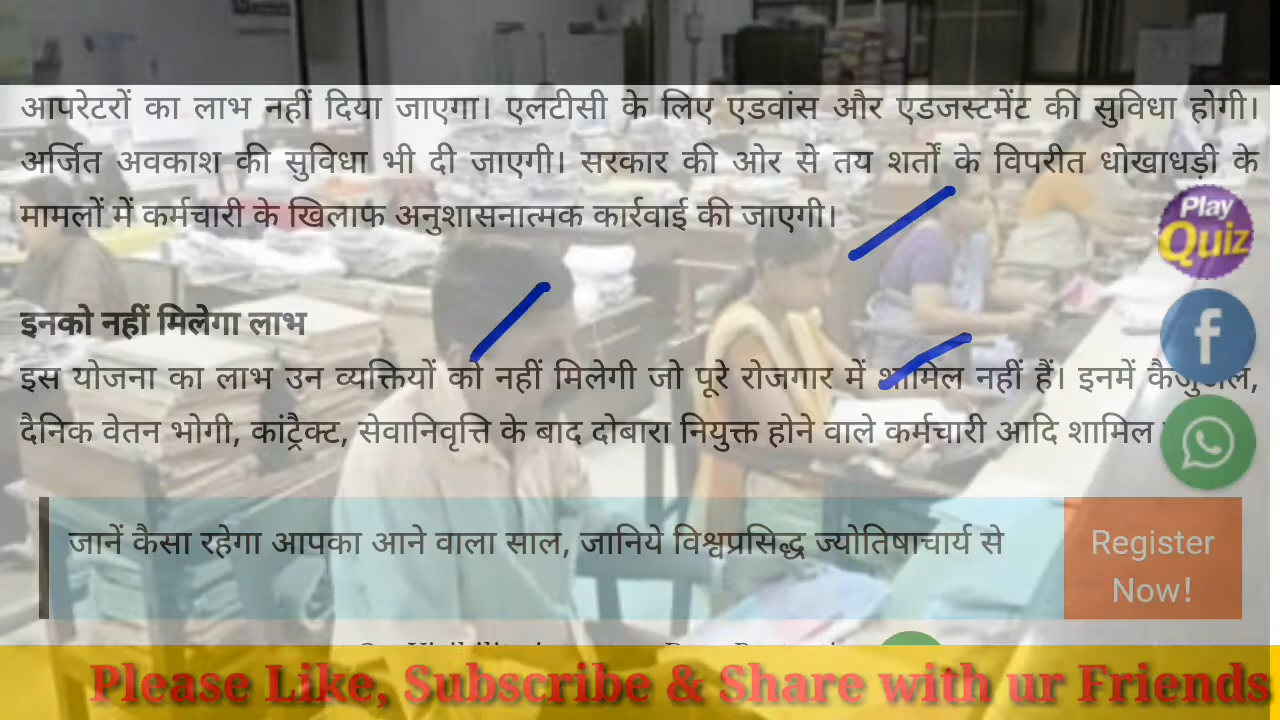 आपरेटरों का लाभ नहीं दिया जाएगा। एलटीसी के लिए एडवांस और एडजस्टमेंट की सुविधा होगी।
अर्जित अवकाश की सुविधा भी दी जाएगी। सरकार की ओर से तय शर्तों के विपरीत धोखाधड़ी के
मामलों में कर्मचारी के खिलाफ अनुशासनात्मक कार्रवाई की जाएगी।
Play
Quiz
इनको नहीं मिलेगा लाभ
इस योजना का लाभ उन व्यक्तियों को नहीं मिलेगी जो पूरे रोजगार में शामिल नहीं हैं। इनमें कैजुअल,
दैनिक वेतन भोगी, कांट्रैक्ट, सेवानिवृत्ति के बाद दोबारा नियुक्त होने वाले कर्मचारी आदि शामिल
जानें कैसा रहेगा आपका आने वाला साल, जानिये विश्वप्रसिद्ध ज्योतिषाचार्य से
Register
Now!
Please Like, Subscribe & Share with ur Friends